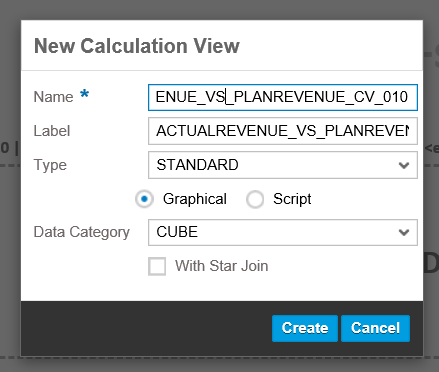 New Calculation View
Name *
ENUE_VS_PLANREVENUE_CV_010
Label
ACTUALREVENUE_VS_PLANREVEN
Type
STANDARD
Graphical
Script
Data Category
CUBE
With Star Join
Create
Cancel